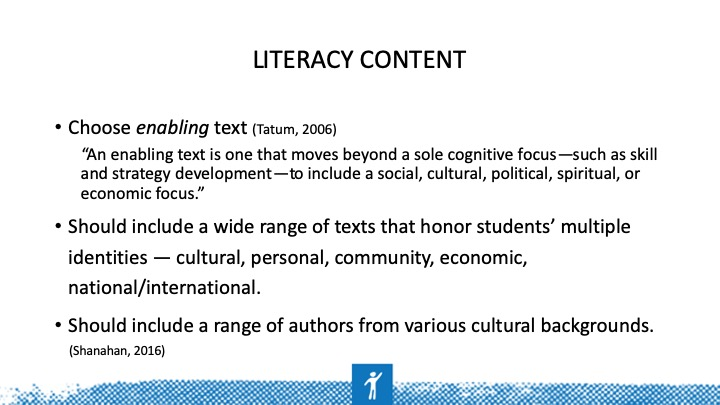 LITERACY CONTENT
• Choose enabling text (Tatum, 2006)
“An enabling text is one that moves beyond a sole cognitive focus—such as skill
and strategy development—to include a social, cultural, political, spiritual, or
economic focus.”
• Should include a wide range of texts that honor students’ multiple
identities — cultural, personal, community, economic,
national/international.
• Should include a range of authors from various cultural backgrounds.
(Shanahan, 2016)